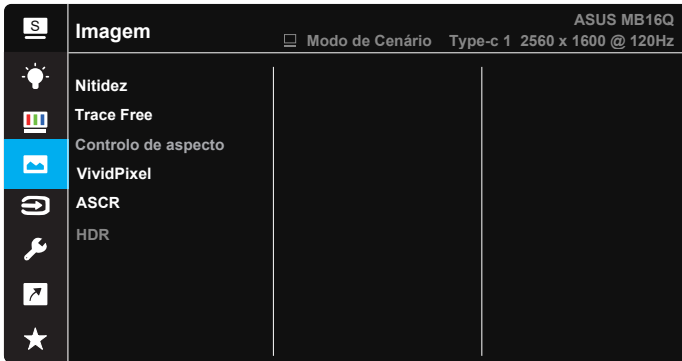 S
Imagem
ASUS MB16Q
Modo de Cenário Type-c 1 2560 x 1600 @ 120Hz
Nitidez
Trace Free
Controlo de aspecto
VividPixel
ASCR
HDR